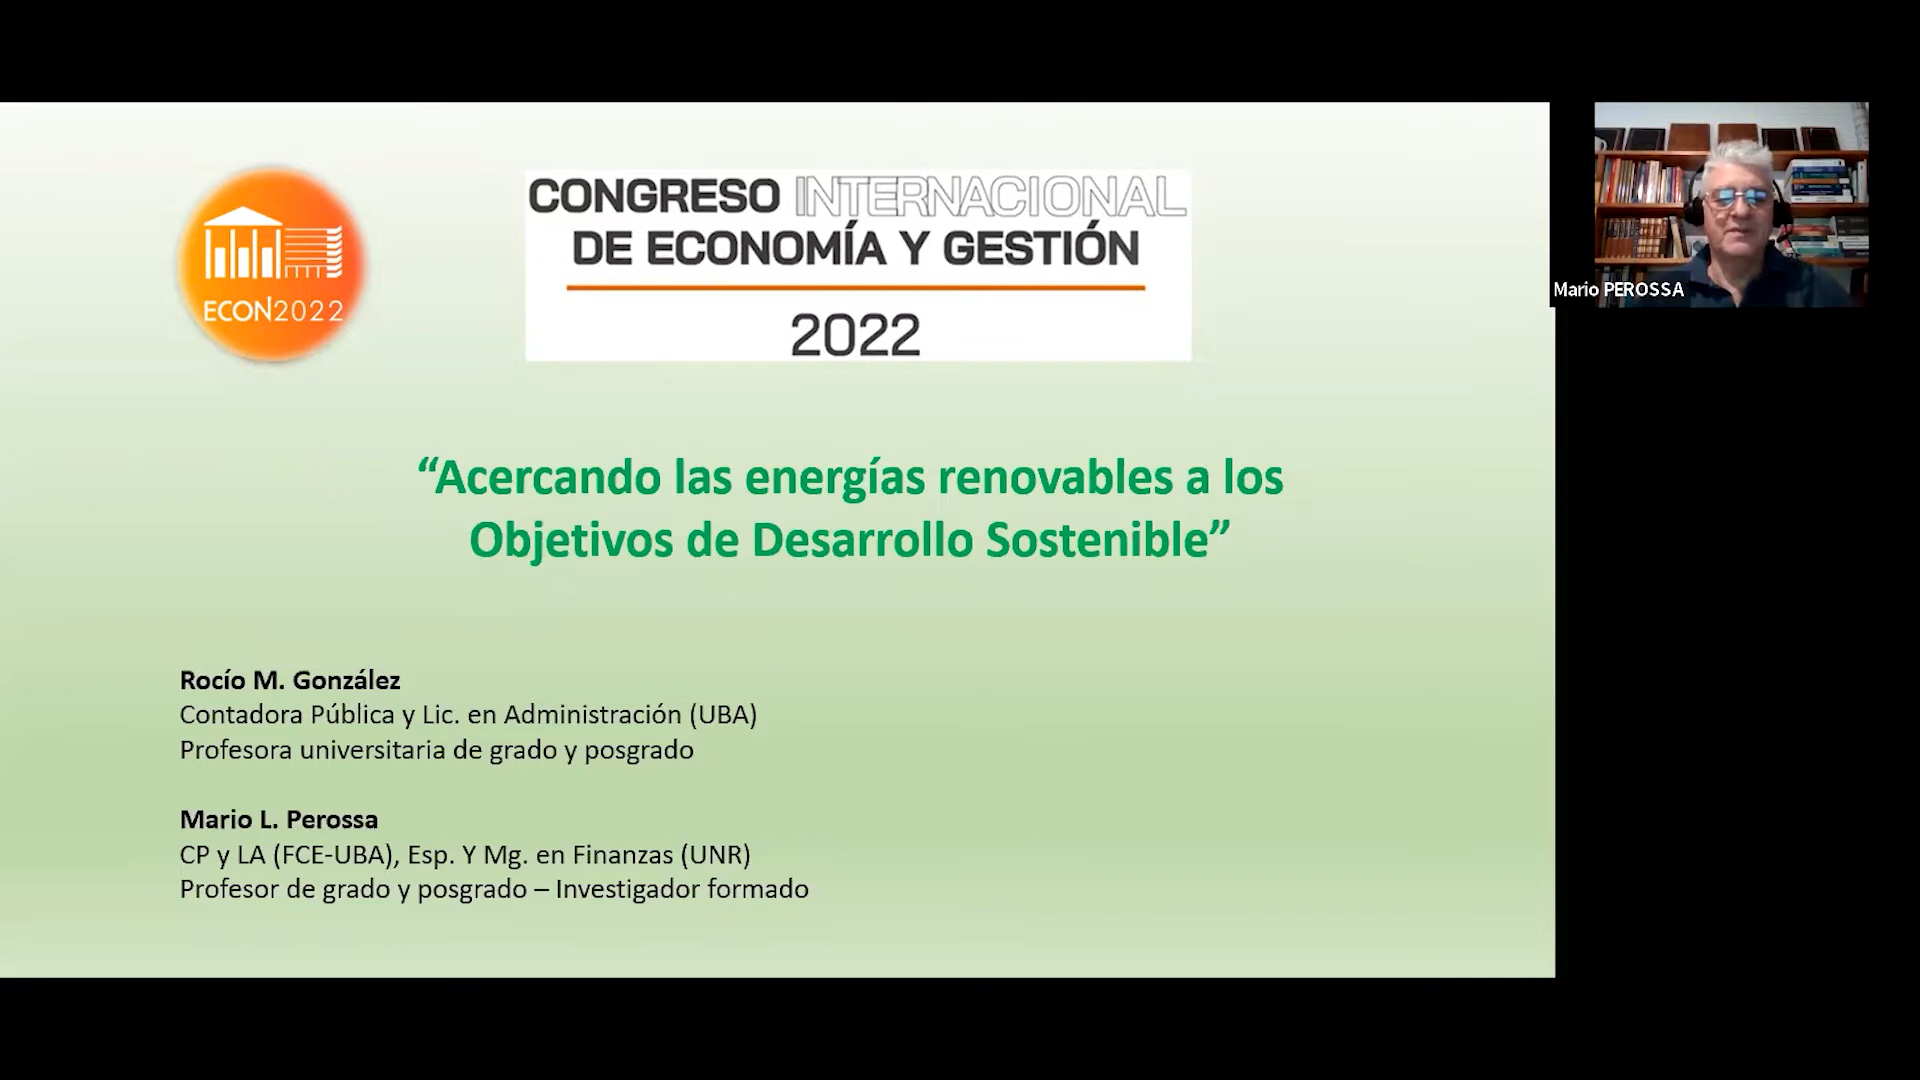 ECON2022
CONGRESO INTERNACIONAL
DE ECONOMÍA Y GESTIÓN
2022
“Acercando las energías renovables a los
Objetivos de Desarrollo Sostenible”
Rocío M. González
Contadora Pública y Lic. en Administración (UBA)
Profesora universitaria de grado y posgrado
Mario L. Perossa
CP y LA (FCE-UBA), Esp. Y Mg. en Finanzas (UNR)
Profesor de grado y posgrado – Investigador formado
Mario PEROSSA